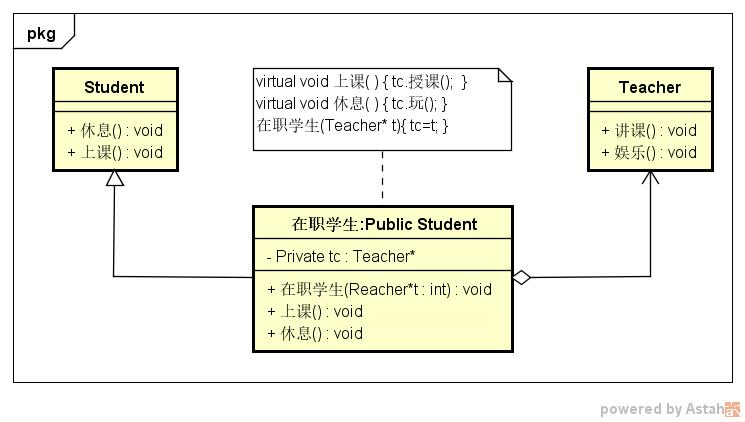 pkg
Student
+ 休息() : void
+ 上课() : void
virtual void 上课( ) { tc.授课(); }
virtual void 休息( ) { tc.玩(); }
在职学生(Teacher* t){ tc=t; }
Teacher
+ 讲课() : void
+ 娱乐() : void
在职学生:Public Student
- Private tc : Teacher*
+ 在职学生(Reacher*t : int) : void
+ 上课() : void
+ 休息() : void
powered by Astah